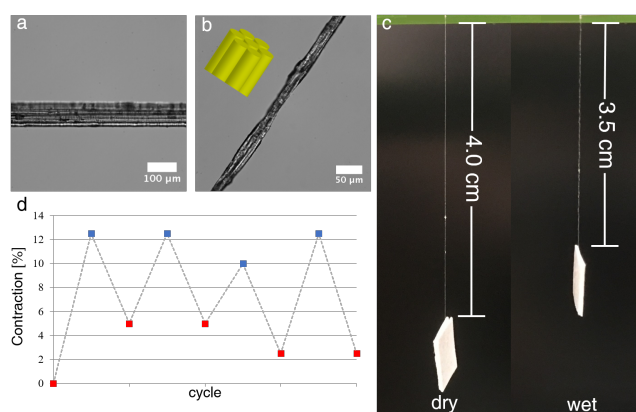 a
100 µm
b
50 µm
c
4.0 cm
dry
3.5 cm
wet
d
Contraction [%]
14
12
10
8
6
4
2
0
cycle